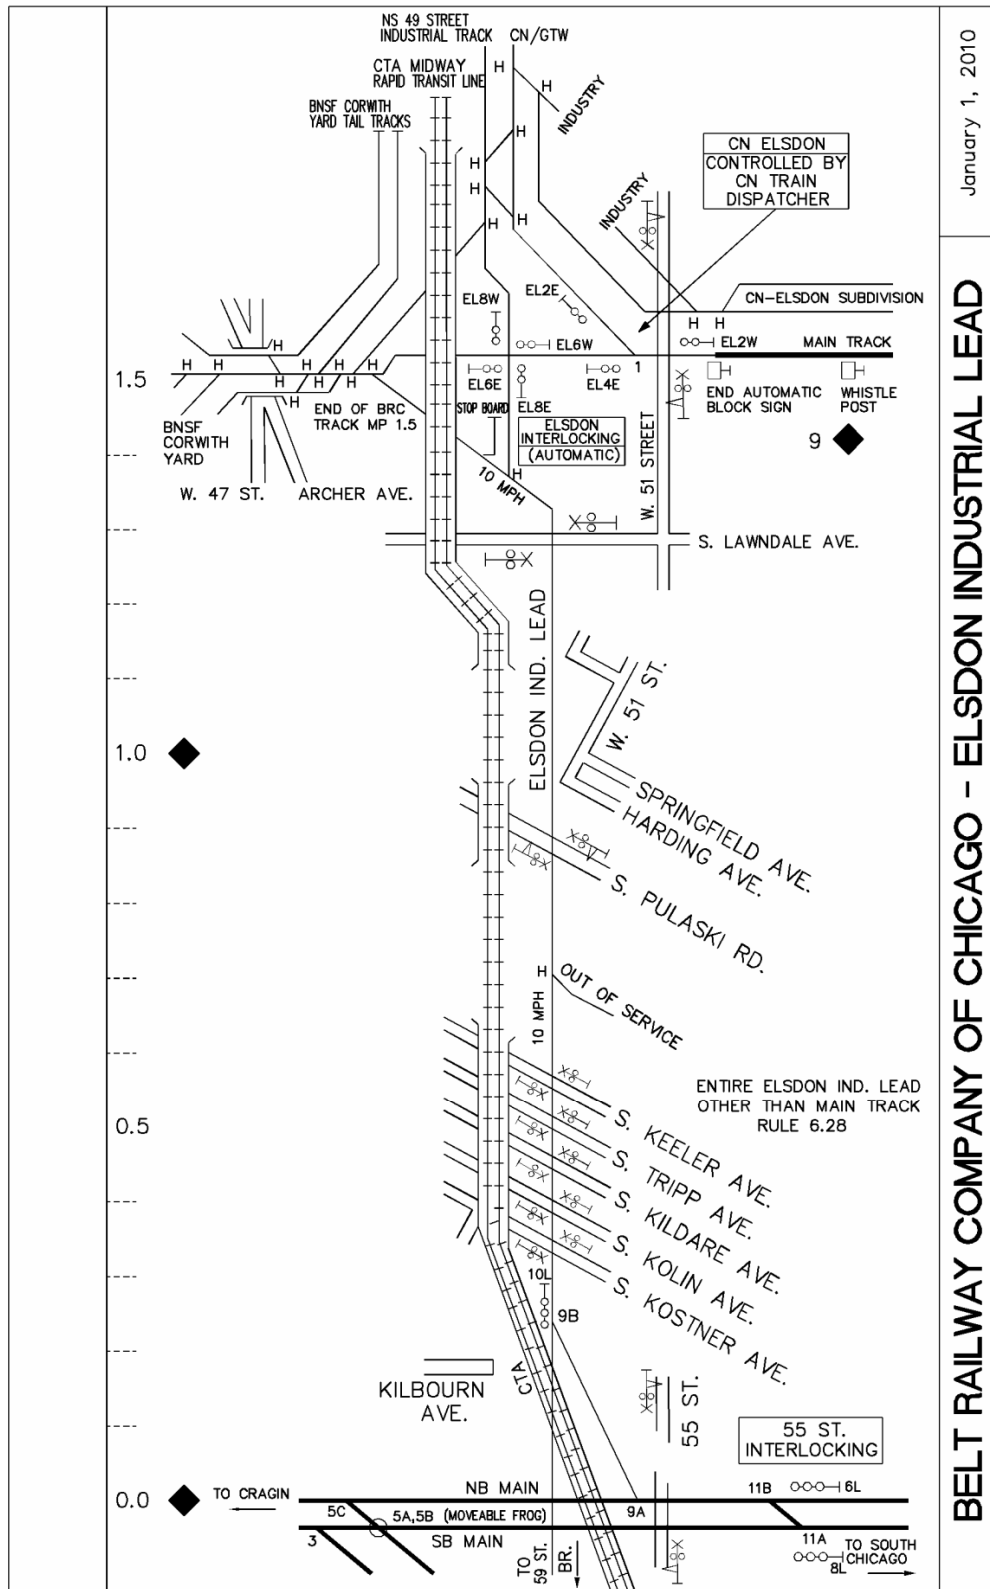 NS 49 STREET
INDUSTRIAL TRACK
CN/GTW
CTA MIDWAY
RAPID TRANSIT LINE
BNSF CORWITH
YARD TAIL TRACKS
H
H
H
INDUSTRY
H
H
H
H
H
INDUSTRY
CN ELSDON
CONTROLLED BY
CN TRAIN
DISPATCHER
January 1, 2010
BELT RAILWAY COMPANY OF CHICAGO - ELSDON INDUSTRIAL LEAD
EL8W
EL2E
CN-ELSDON SUBDIVISION
H H
EL6W
EL2W
MAIN TRACK
H
H H H H H
1
1.5
EL6E
EL8E
EL4E
END AUTOMATIC
BLOCK SIGN
WHISTLE
POST
H
END OF BRC
TRACK MP 1.5
STOP BOARD
ELSDON
INTERLOCKING
(AUTOMATIC)
BNSF
CORWITH
YARD
9
W. 47 ST.
ARCHER AVE.
10 MPH
H
W. 51 STREET
S. LAWNDALE AVE.
ELSDON IND. LEAD
W. 51 ST.
1.0
SPRINGFIELD AVE.
HARDING AVE.
S. PULASKI RD.
H
OUT OF SERVICE
10 MPH
ENTIRE ELSDON IND. LEAD
OTHER THAN MAIN TRACK
RULE 6.28
0.5
S. KEELER AVE.
S. TRIPP AVE.
S. KILDARE AVE.
S. KOLIN AVE.
S. KOSTNER AVE.
10L
9B
CTA
KILBOURN
AVE.
55 ST.
55 ST.
INTERLOCKING
0.0
TO CRAGIN
NB MAIN
11B
6L
5C
5A,5B (MOVEABLE FROG)
9A
3
SB MAIN
11A
TO SOUTH
CHICAGO
8L
TO
59 ST.
BR.